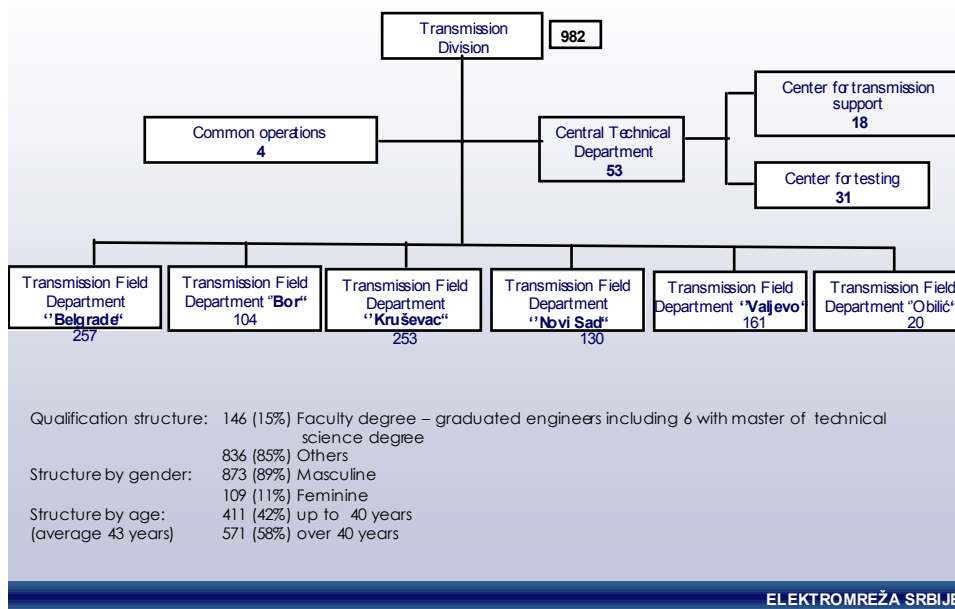 Transmission
Division
982
Center for transmission
support
18
Common operations
4
Central Technical
Department
53
Center for testing
31
Transmission Field
Department
‘’Belgrade“
257
Transmission Field
Department “Bor“
104
Transmission Field
Department
‘’Kruševac“
253
Transmission Field
Department
‘’Novi Sad“
130
Transmission Field
Department ‘’Valjevo“
161
Transmission Field
Department “Obilić“
20
Qualification structure: 146 (15%) Faculty degree – graduated engineers including 6 with master of technical
science degree
836 (85%) Others
Structure by gender: 873 (89%) Masculine
109 (11%) Feminine
Structure by age: 411 (42%) up to 40 years
(average 43 years) 571 (58%) over 40 years
ELEKTROMREŽA SRBIJE